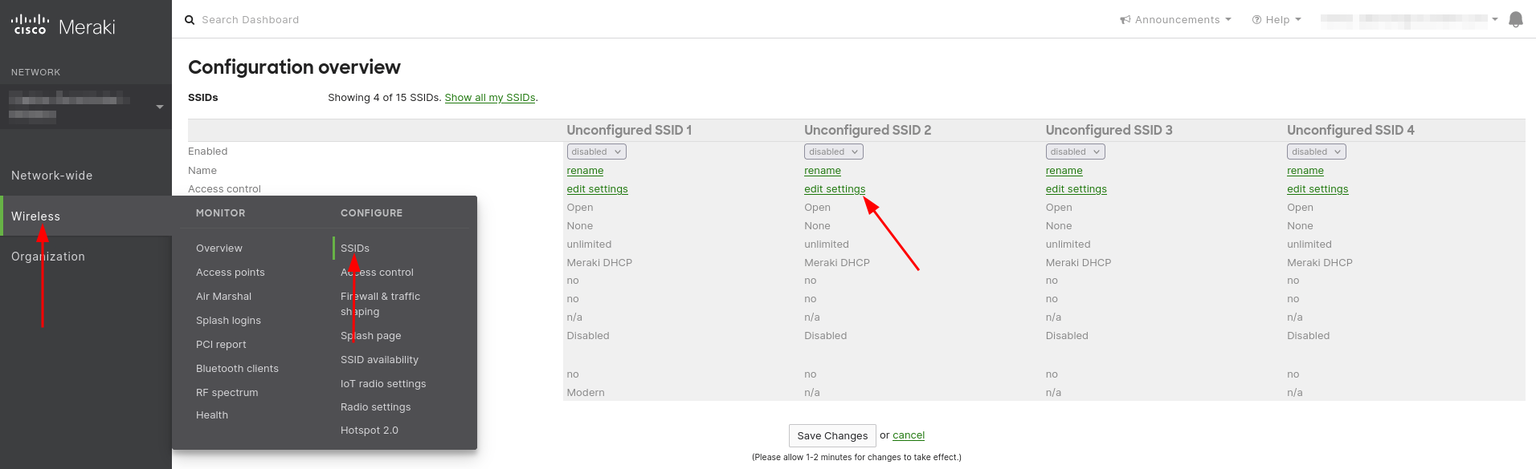 CISCO Meraki
Search Dashboard
Announcements
Help
NETWORK
Network-wide
Wireless
Organization
Configuration overview
SSIDs Showing 4 of 15 SSIDs. Show all my SSIDs.
Unconfigured SSID 1 Unconfigured SSID 2 Unconfigured SSID 3 Unconfigured SSID 4
Enabled disabled disabled disabled disabled
Name rename rename rename rename
Access control edit settings edit settings edit settings edit settings
Open Open Open Open
None None None None
unlimited unlimited unlimited unlimited
Meraki DHCP Meraki DHCP Meraki DHCP Meraki DHCP
no no no no
no no no no
n/a n/a n/a n/a
Disabled Disabled Disabled Disabled
no no no no
Modern n/a n/a n/a
MONITOR
Overview
Access points
Air Marshal
Splash logins
PCI report
Bluetooth clients
RF spectrum
Health
CONFIGURE
SSIDs
Access control
Firewall & traffic
shaping
Splash page
SSID availability
IoT radio settings
Radio settings
Hotspot 2.0
Save Changes or cancel
(Please allow 1-2 minutes for changes to take effect.)